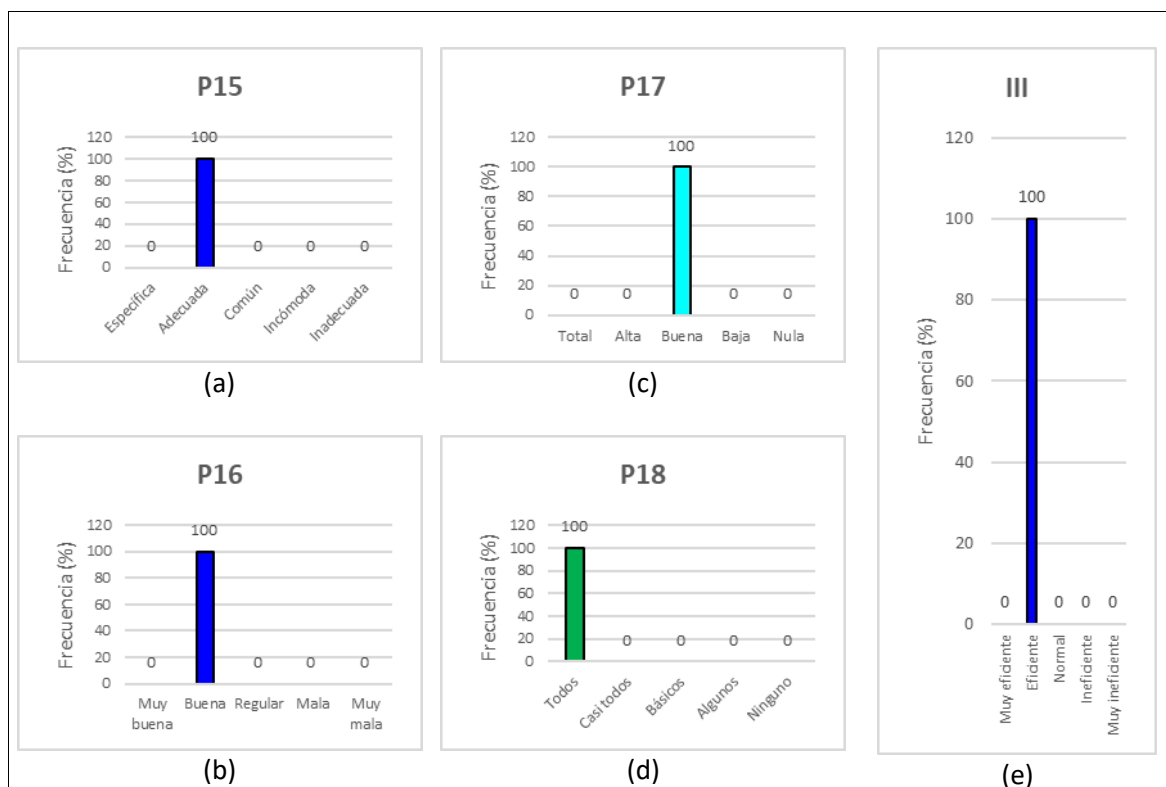 P15
Frecuencia (%)
120
100
80
60
40
20
0
0
100
0
0
0
Específica
Adecuada
Común
Incómoda
Inadecuada
(a)
P17
Frecuencia (%)
120
100
80
60
40
20
0
0
0
100
0
0
Total
Alta
Buena
Baja
Nula
(c)
P16
Frecuencia (%)
120
100
80
60
40
20
0
0
100
0
0
0
Muy buena
Buena
Regular
Mala
Muy mala
(b)
P18
Frecuencia (%)
120
100
80
60
40
20
0
100
0
0
0
0
Todos
Casi todos
Básicos
Algunos
Ninguno
(d)
III
Frecuencia (%)
120
100
80
60
40
20
0
0
100
0
0
0
Muy eficiente
Eficiente
Normal
Ineficiente
Muy ineficiente
(e)